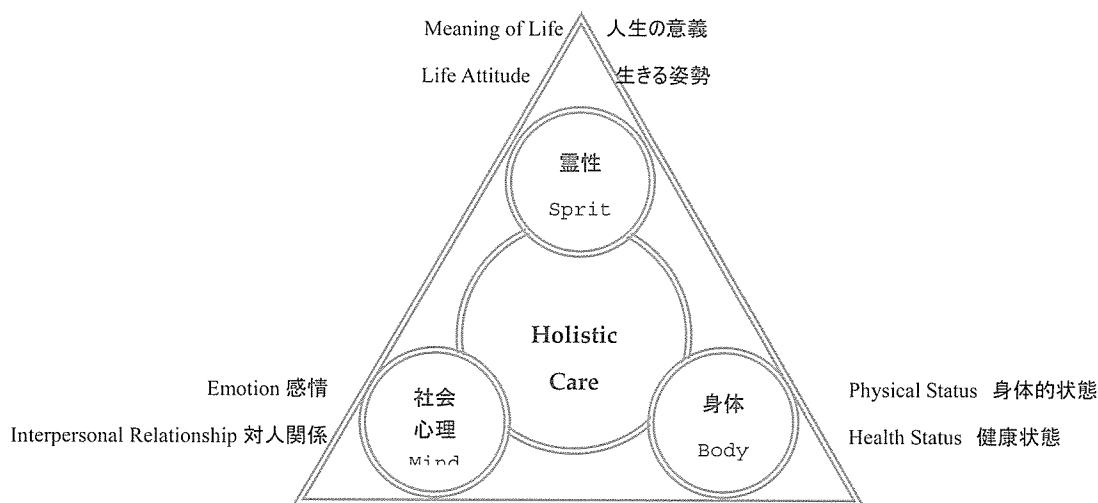 Meaning of Life 人生の意義
Life Attitude 生きる姿勢
霊性
Sprit
Holistic
Care
Emotion 感情
Interpersonal Relationship 対人関係
社会
心理
Mind
身体
Body
Physical Status 身体的状態
Health Status 健康状態